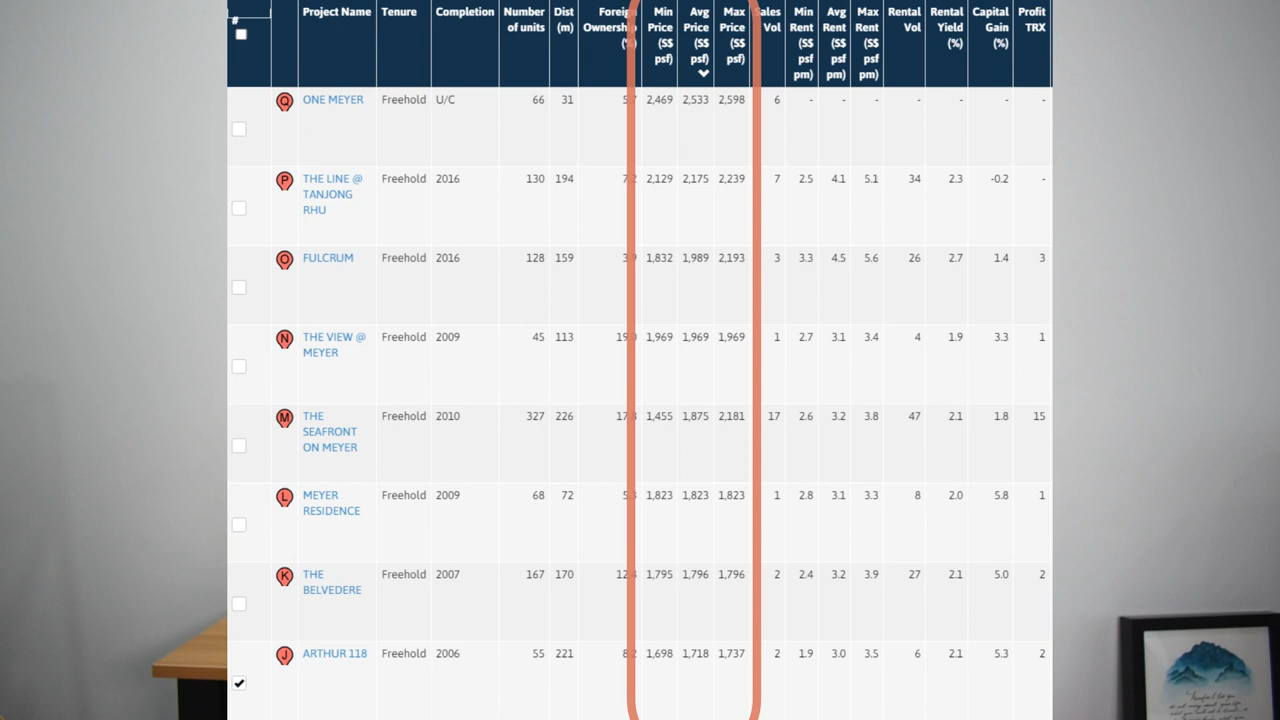 # Project Name Tenure Completion Number of units Dist (m) Foreign Ownership (%) Min Price (S$ psf) Avg Price (S$ psf) Max Price (S$ psf) Sales Vol Min Rent (S$ psf pm) Avg Rent (S$ psf pm) Max Rent (S$ psf pm) Rental Vol Rental Yield (%) Capital Gain (%) Profit TRX
Q ONE MEYER Freehold U/C 66 31 2,469 2,533 2,598 6 - - - - - - -
P THE LINE @ TANJONG RHU Freehold 2016 130 194 2,129 2,175 2,239 7 2.5 4.1 5.1 34 2.3 -0.2 -
O FULCRUM Freehold 2016 128 159 1,832 1,989 2,193 3 3.3 4.5 5.6 26 2.7 1.4 3
N THE VIEW @ MEYER Freehold 2009 45 113 1,969 1,969 1,969 1 2.7 3.1 3.4 4 1.9 3.3 1
M THE SEAFRONT ON MEYER Freehold 2010 327 226 1,455 1,875 2,181 17 2.6 3.2 3.8 47 2.1 1.8 15
L MEYER RESIDENCE Freehold 2009 68 72 1,823 1,823 1,823 1 2.8 3.1 3.3 8 2.0 5.8 1
K THE BELVEDERE Freehold 2007 167 170 1,795 1,796 1,796 2 2.4 3.2 3.9 27 2.1 5.0 2
J ARTHUR 118 Freehold 2006 55 221 1,698 1,718 1,737 2 1.9 3.0 3.5 6 2.1 5.3 2